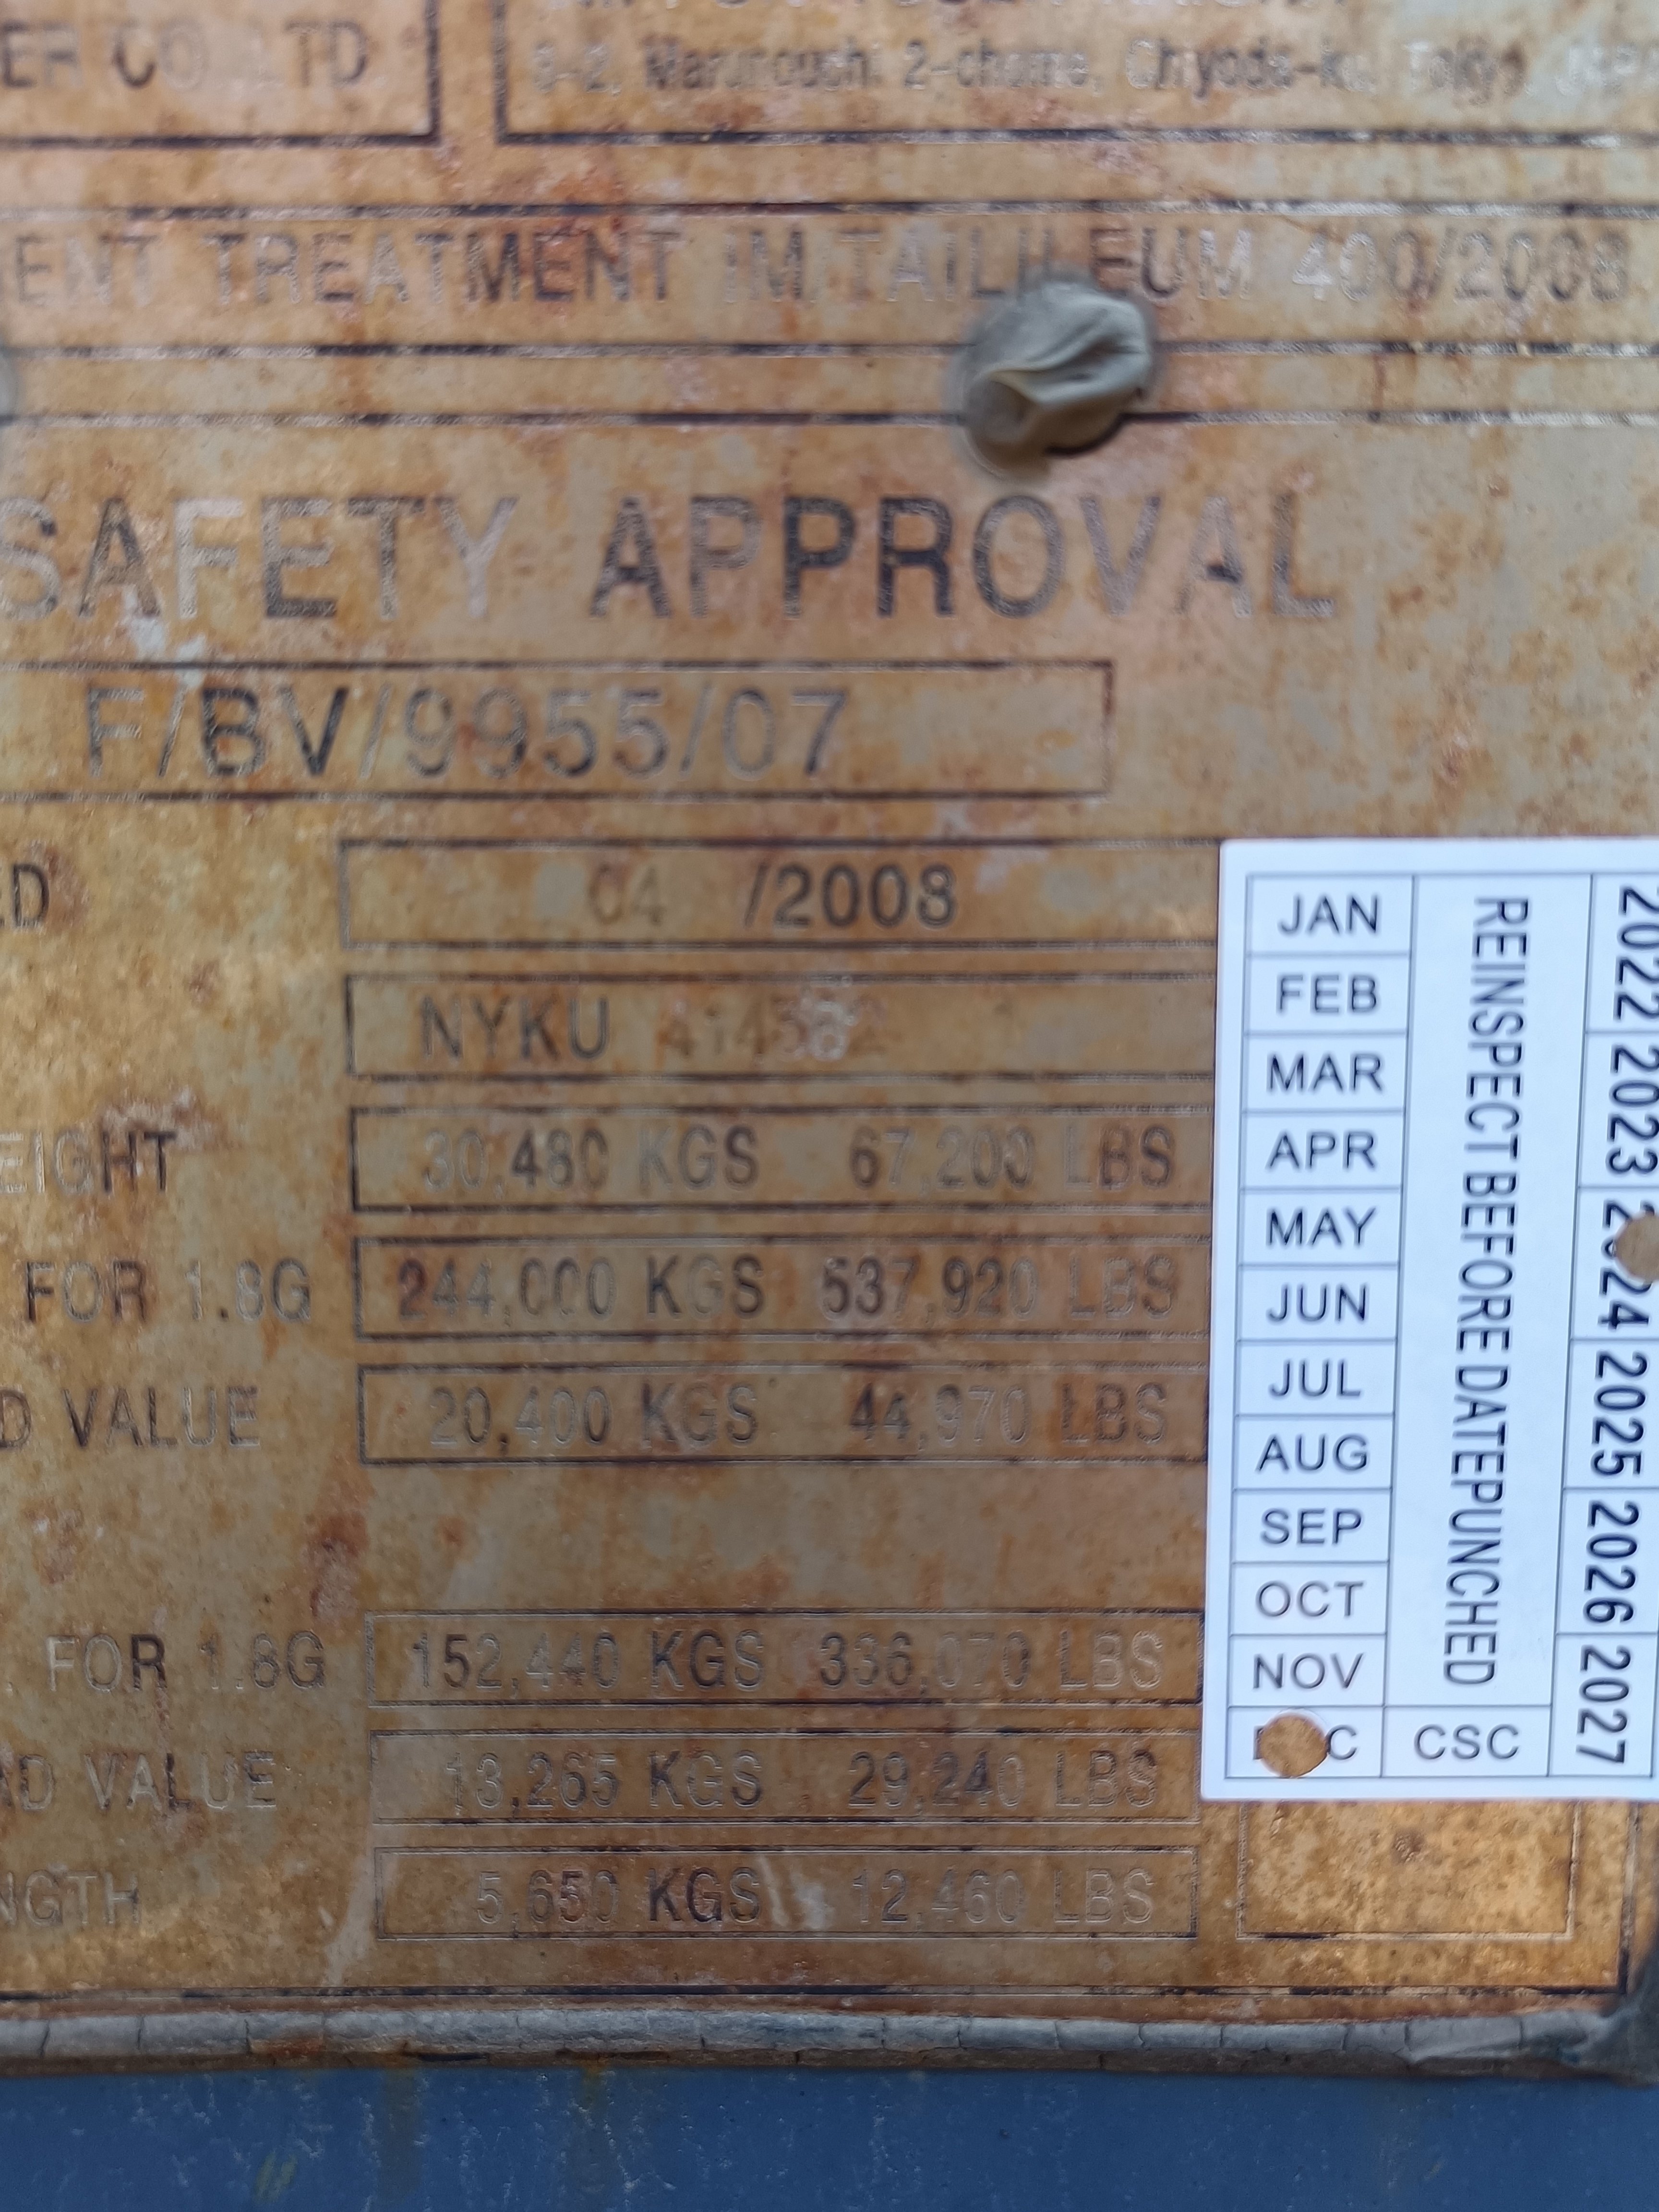 ER CO LTD
2-chome, Chiyoda-ku, Tokyo, JAPAN
ENT TREATMENT IM/TAILILEUM 400/2008
SAFETY APPROVAL
F/BV/9955/07
ED 04 /2008
NYKU
EIGHT 30,480 KGS 67,200 LBS
FOR 1.8G 244,000 KGS 537,920 LBS
D VALUE 20,400 KGS 44,970 LBS
FOR 1.8G 152,440 KGS 336,070 LBS
AD VALUE 13,265 KGS 29,240 LBS
NGTH 5,650 KGS 12,460 LBS
JAN
FEB
MAR
APR
MAY
JUN
JUL
AUG
SEP
OCT
NOV
C
CSC
REINSPECT BEFORE DATE PUNCHED
2022 2023 2024 2025 2026 2027